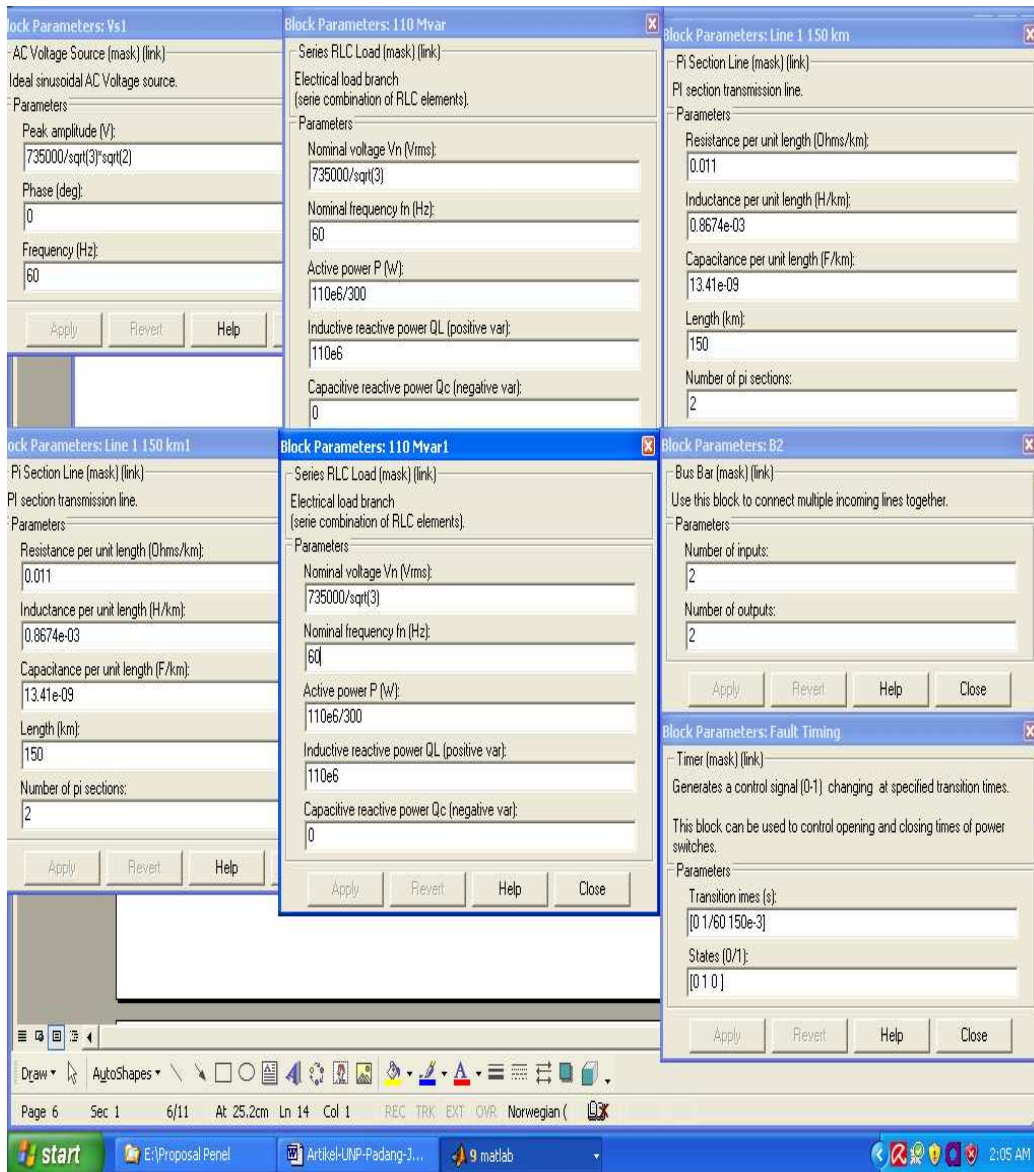 lock Parameters: Vs1
AC Voltage Source (mask) (link)
Ideal sinusoidal AC Voltage source.
Parameters
Peak amplitude (V):
735000/sqrt(3)*sqrt(2)
Phase (deg):
0
Frequency (Hz):
60
Apply Revert Help
Block Parameters: 110 Mvar
Series RLC Load (mask) (link)
Electrical load branch
(serie combination of RLC elements).
Parameters
Nominal voltage Vn (Vrms):
735000/sqrt(3)
Nominal frequency fn (Hz):
60
Active power P (W):
110e6/300
Inductive reactive power QL (positive var):
110e6
Capacitive reactive power Qc (negative var):
0
Block Parameters: Line 1 150 km
Pi Section Line (mask) (link)
PI section transmission line.
Parameters
Resistance per unit length (Ohms/km):
0.011
Inductance per unit length (H/km):
0.8674e-03
Capacitance per unit length (F/km):
13.41e-09
Length (km):
150
Number of pi sections:
2
ock Parameters: Line 1 150 km1
Pi Section Line (mask) (link)
PI section transmission line.
Parameters
Resistance per unit length (Ohms/km):
0.011
Inductance per unit length (H/km):
0.8674e-03
Capacitance per unit length (F/km):
13.41e-09
Length (km):
150
Number of pi sections:
2
Apply Revert Help
Block Parameters: 110 Mvar1
Series RLC Load (mask) (link)
Electrical load branch
(serie combination of RLC elements).
Parameters
Nominal voltage Vn (Vrms):
735000/sqrt(3)
Nominal frequency fn (Hz):
60
Active power P (W):
110e6/300
Inductive reactive power QL (positive var):
110e6
Capacitive reactive power Qc (negative var):
0
Apply Revert Help Close
Block Parameters: B2
Bus Bar (mask) (link)
Use this block to connect multiple incoming lines together.
Parameters
Number of inputs:
2
Number of outputs:
2
Apply Revert Help Close
Block Parameters: Fault Timing
Timer (mask) (link)
Generates a control signal (0-1) changing at specified transition times.
This block can be used to control opening and closing times of power
switches.
Parameters
Transition imes (s):
[0 1/60 150e-3]
States (0/1):
[0 1 0 ]
Apply Revert Help Close
Draw AutoShapes
Page 6 Sec 1 6/11 At 25.2cm Ln 14 Col 1 REC TRK EXT OVR Norwegian (
start E:\Proposal Penel Artikel-UNP-Padang-J... 9 matlab 2:05 AM